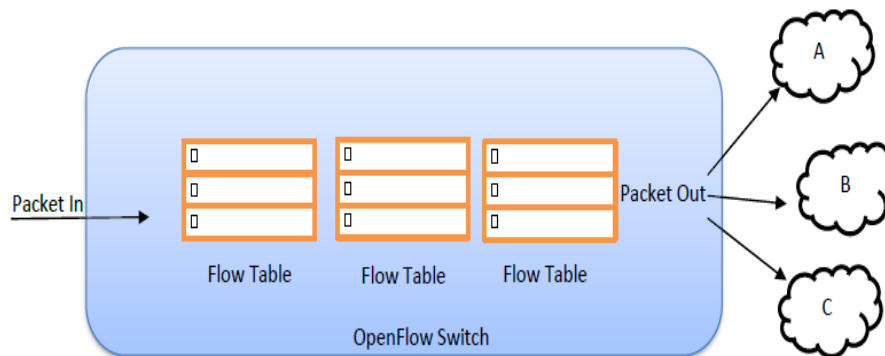 Packet In
Flow Table
Flow Table
Flow Table
OpenFlow Switch
Packet Out
A
B
C